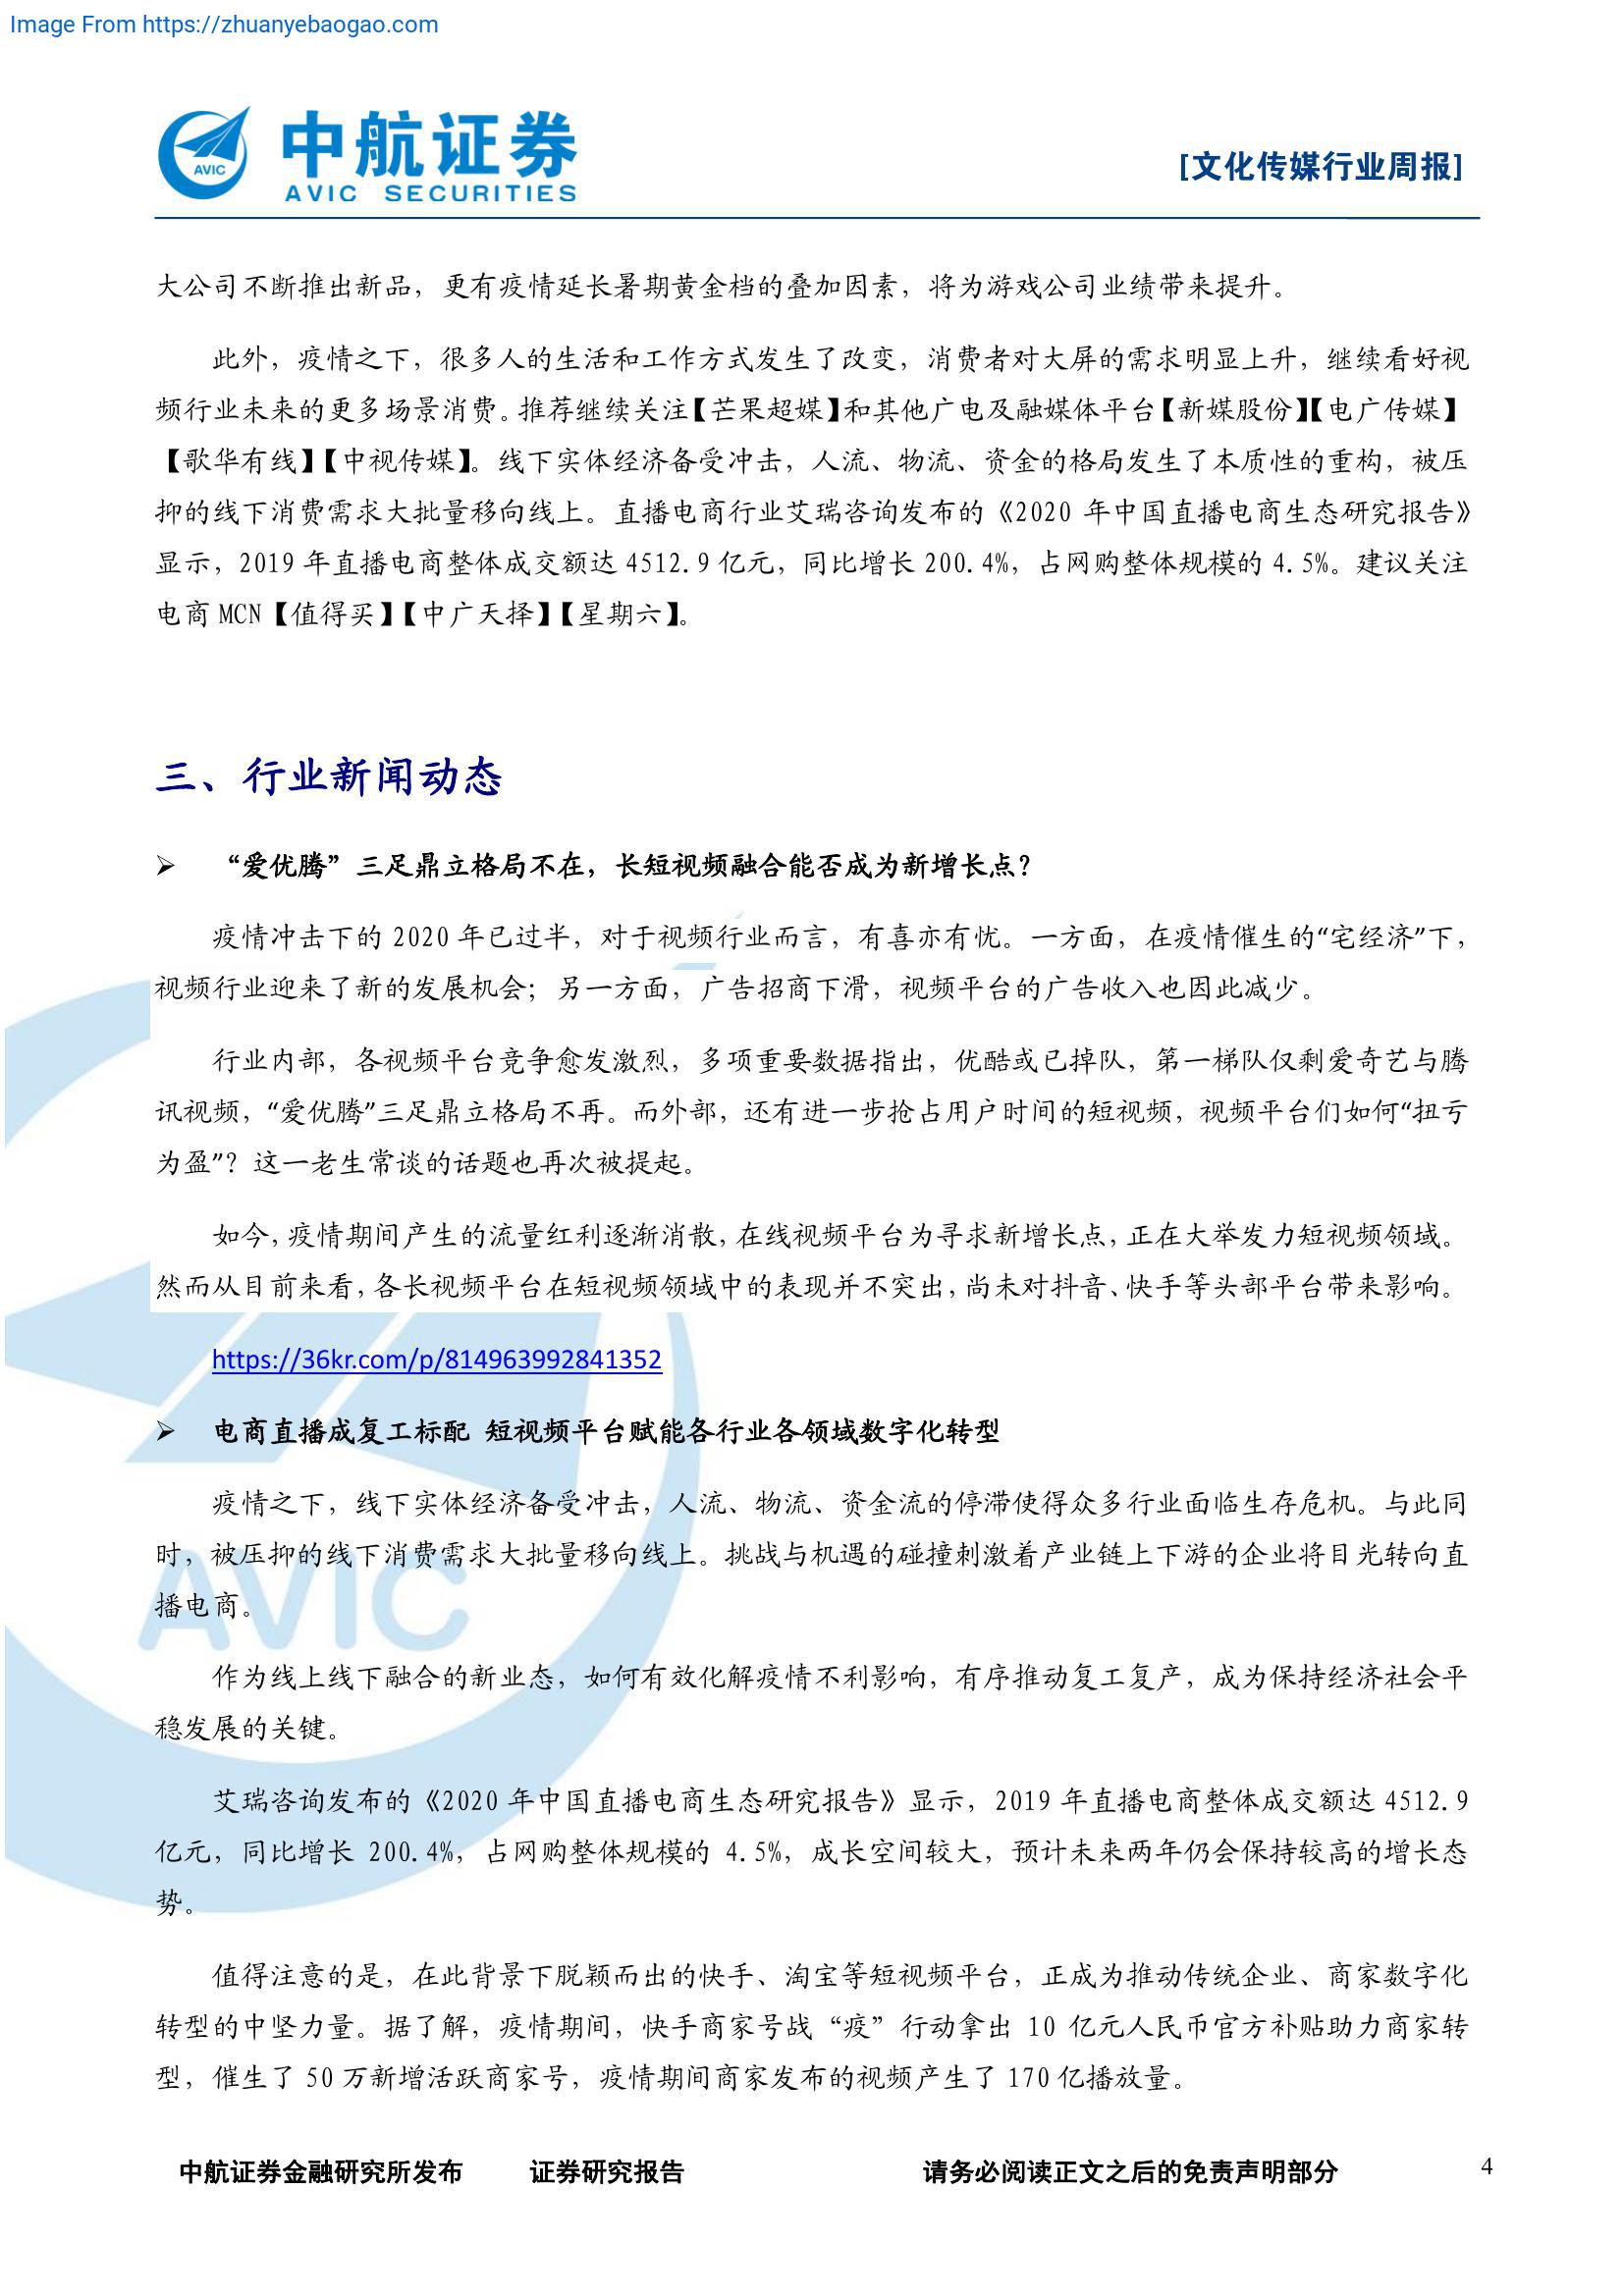 Image From https://zhuanyebaogao.com
AVIC
中航证券
AVIC SECURITIES
[文化传媒行业周报]
大公司不断推出新品，更有疫情延长暑期黄金档的叠加因素，将为游戏公司业绩带来提升。
此外，疫情之下，很多人的生活和工作方式发生了改变，消费者对大屏的需求明显上升，继续看好视
频行业未来的更多场景消费。推荐继续关注【芒果超媒】和其他广电及融媒体平台【新媒股份】【电广传媒】
【歌华有线】【中视传媒】。线下实体经济备受冲击，人流、物流、资金的格局发生了本质性的重构，被压
抑的线下消费需求大批量移向线上。直播电商行业艾瑞咨询发布的《2020 年中国直播电商生态研究报告》
显示，2019 年直播电商整体成交额达 4512.9 亿元，同比增长 200.4%，占网购整体规模的 4.5%。建议关注
电商 MCN【值得买】【中广天择】【星期六】。
三、行业新闻动态
➢ “爱优腾”三足鼎立格局不在，长短视频融合能否成为新增长点？
疫情冲击下的 2020 年已过半，对于视频行业而言，有喜亦有忧。一方面，在疫情催生的“宅经济”下，
视频行业迎来了新的发展机会；另一方面，广告招商下滑，视频平台的广告收入也因此减少。
行业内部，各视频平台竞争愈发激烈，多项重要数据指出，优酷或已掉队，第一梯队仅剩爱奇艺与腾
讯视频，“爱优腾”三足鼎立格局不再。而外部，还有进一步抢占用户时间的短视频，视频平台们如何“扭亏
为盈”？这一老生常谈的话题也再次被提起。
如今，疫情期间产生的流量红利逐渐消散，在线视频平台为寻求新增长点，正在大举发力短视频领域。
然而从目前来看，各长视频平台在短视频领域中的表现并不突出，尚未对抖音、快手等头部平台带来影响。
https://36kr.com/p/814963992841352
➢ 电商直播成复工标配 短视频平台赋能各行业各领域数字化转型
疫情之下，线下实体经济备受冲击，人流、物流、资金流的停滞使得众多行业面临生存危机。与此同
时，被压抑的线下消费需求大批量移向线上。挑战与机遇的碰撞刺激着产业链上下游的企业将目光转向直
播电商。
AVIC
作为线上线下融合的新业态，如何有效化解疫情不利影响，有序推动复工复产，成为保持经济社会平
稳发展的关键。
艾瑞咨询发布的《2020 年中国直播电商生态研究报告》显示，2019 年直播电商整体成交额达 4512.9
亿元，同比增长 200.4%，占网购整体规模的 4.5%，成长空间较大，预计未来两年仍会保持较高的增长态
势。
值得注意的是，在此背景下脱颖而出的快手、淘宝等短视频平台，正成为推动传统企业、商家数字化
转型的中坚力量。据了解，疫情期间，快手商家号战“疫”行动拿出 10 亿元人民币官方补贴助力商家转
型，催生了 50 万新增活跃商家号，疫情期间商家发布的视频产生了 170 亿播放量。
中航证券金融研究所发布 证券研究报告 请务必阅读正文之后的免责声明部分 4